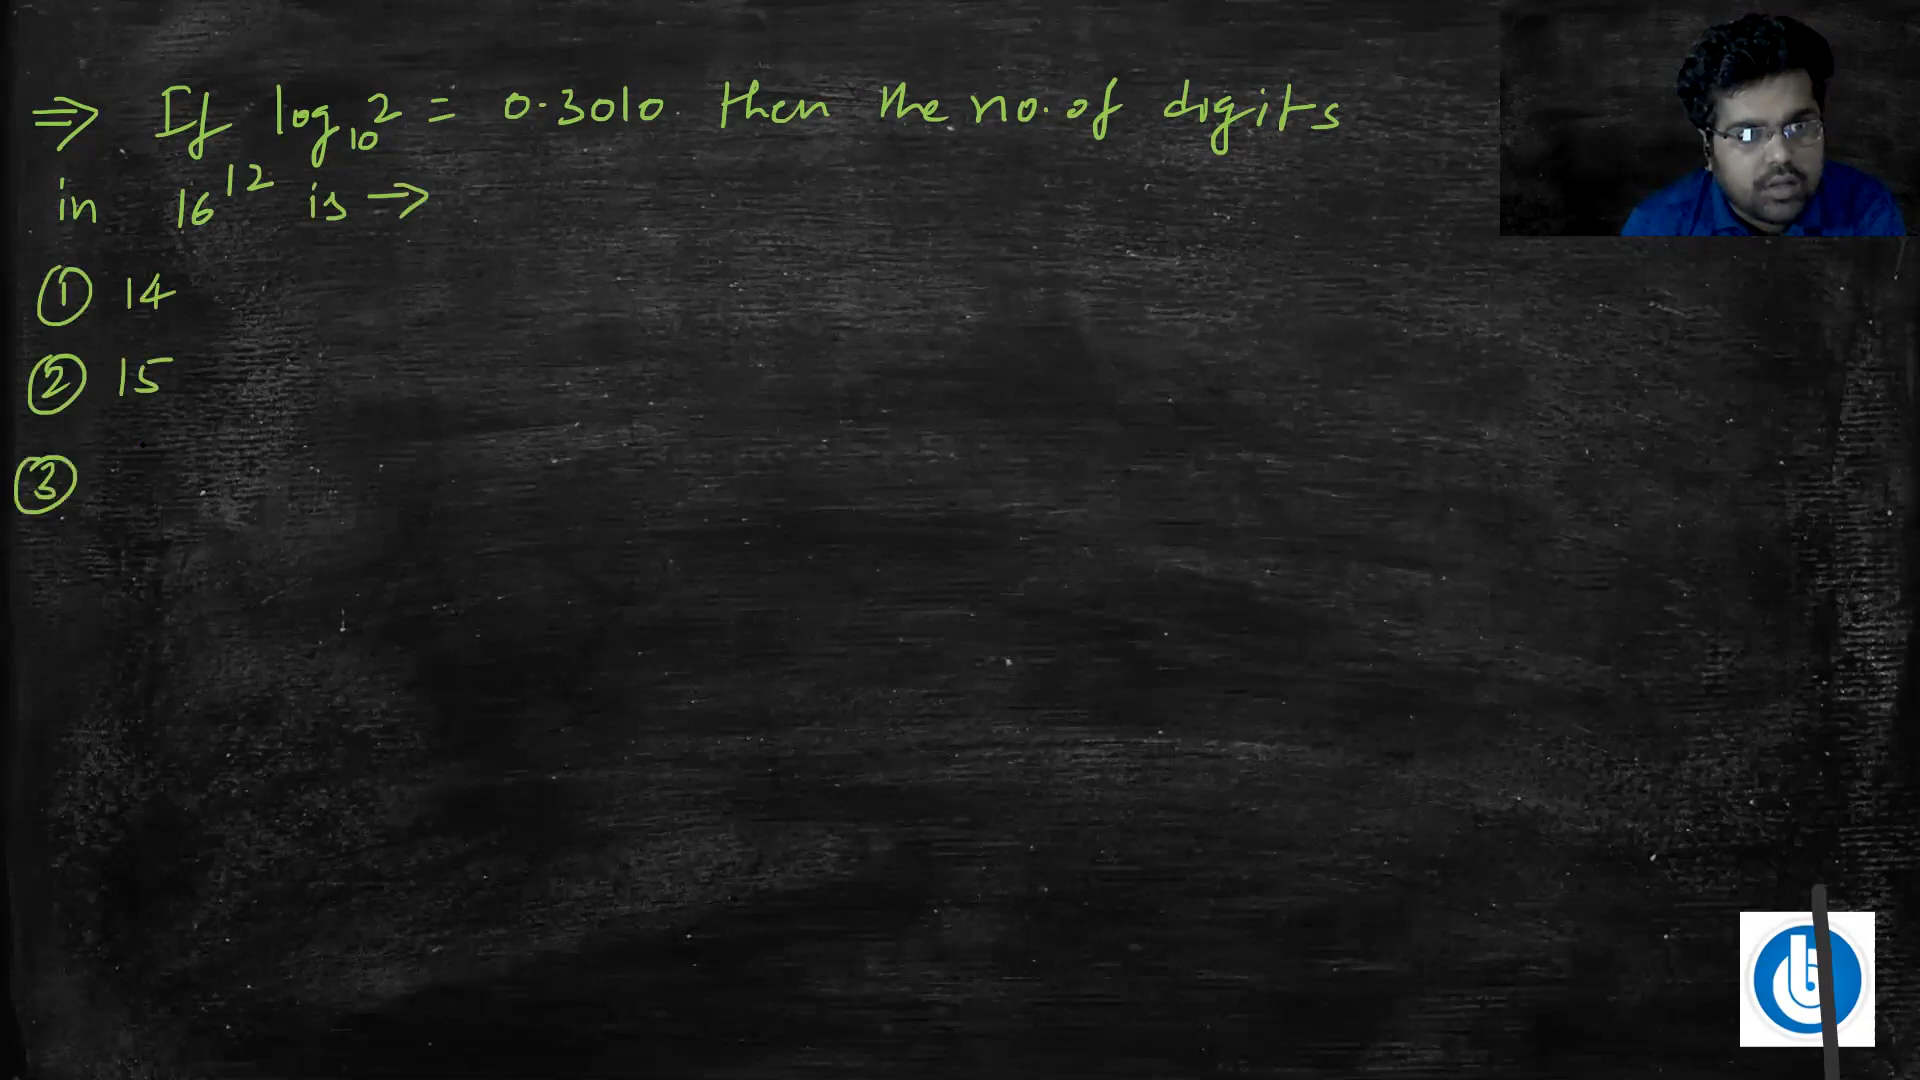 ⇒ If log₁₀2 = 0.3010 then the no. of digits
in 16¹² is →
① 14
② 15
③